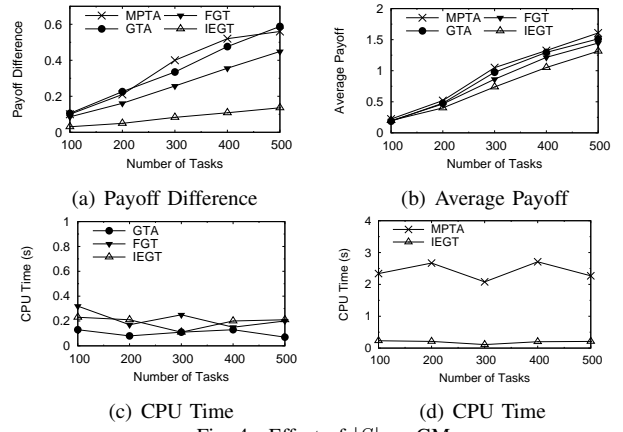 MPTA FGT
GTA IEGT
Payoff Difference
0.6
0.4
0.2
0
100 200 300 400 500
Number of Tasks
(a) Payoff Difference
MPTA FGT
GTA IEGT
Average Payoff
2
1.5
1
0.5
0
100 200 300 400 500
Number of Tasks
(b) Average Payoff
GTA
FGT
IEGT
CPU Time (s)
1
0.8
0.6
0.4
0.2
0
100 200 300 400 500
Number of Tasks
(c) CPU Time
MPTA
IEGT
CPU Time (s)
4
3
2
1
0
100 200 300 400 500
Number of Tasks
(d) CPU Time